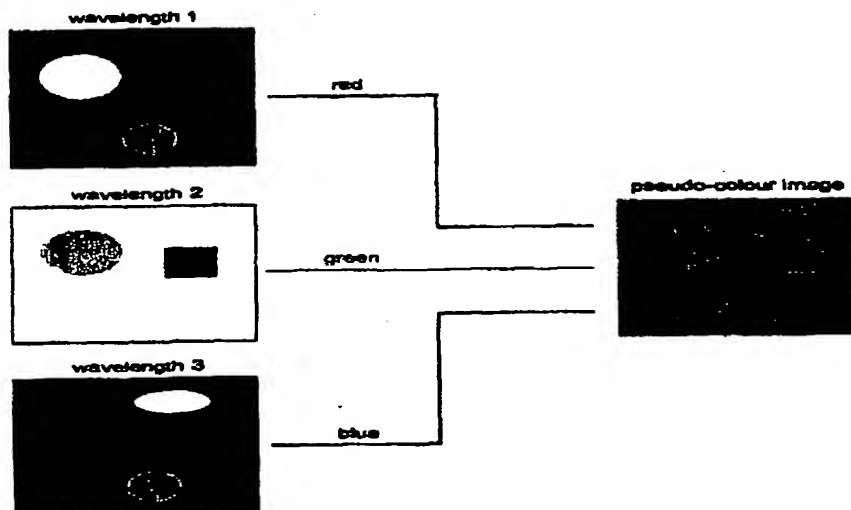 wavelength 1
red
wavelength 2
pseudo-colour image
green
wavelength 3
blue